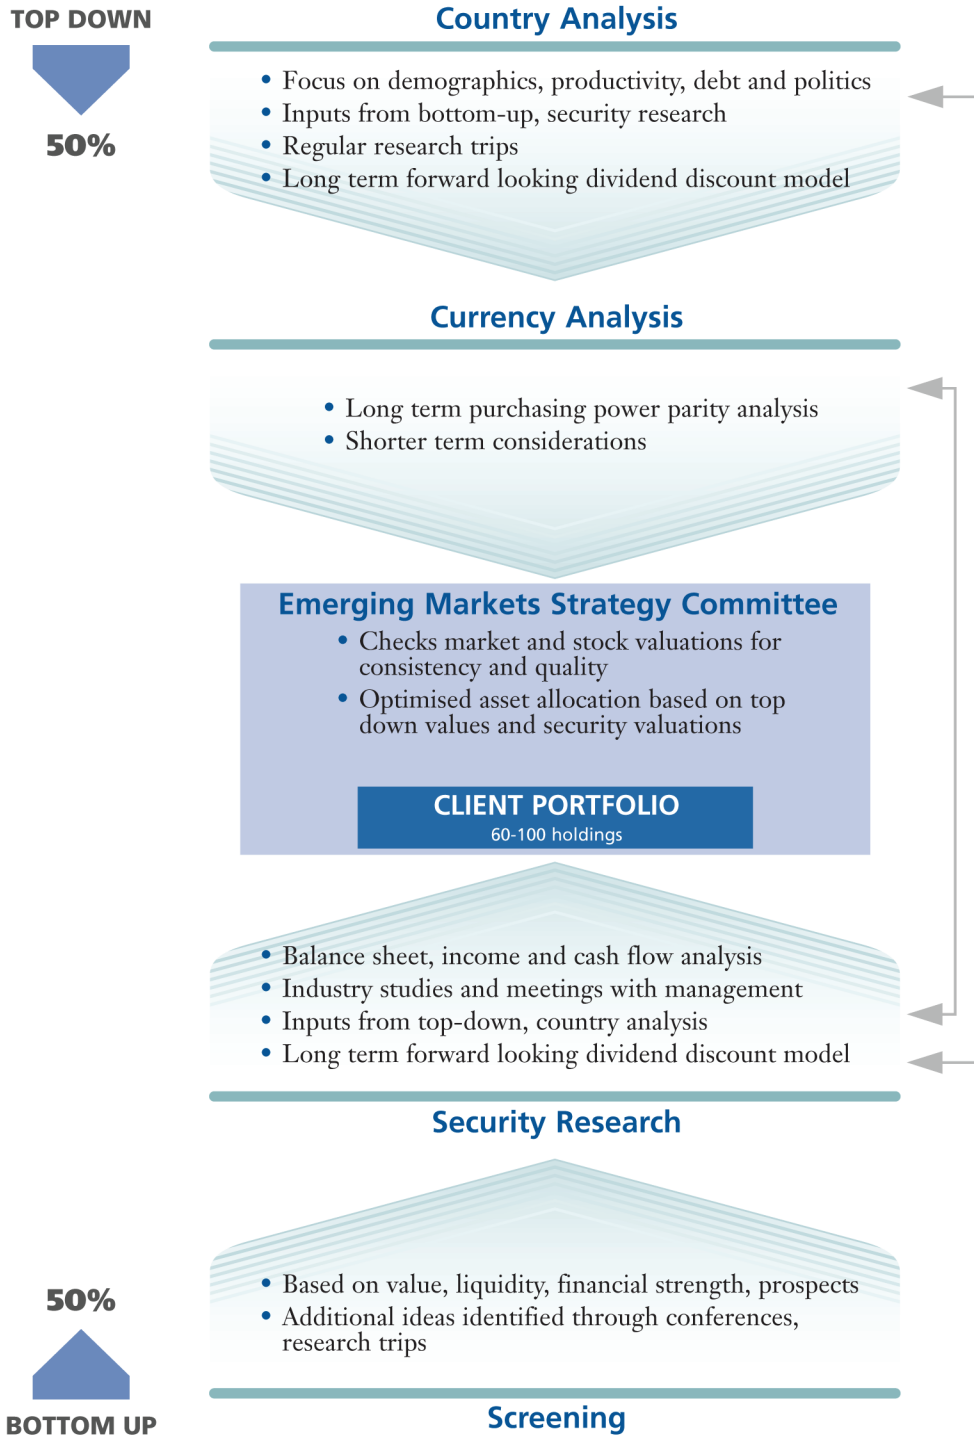 TOP DOWN
50%
Country Analysis
• Focus on demographics, productivity, debt and politics
• Inputs from bottom-up, security research
• Regular research trips
• Long term forward looking dividend discount model
Currency Analysis
• Long term purchasing power parity analysis
• Shorter term considerations
Emerging Markets Strategy Committee
• Checks market and stock valuations for
consistency and quality
• Optimised asset allocation based on top
down values and security valuations
CLIENT PORTFOLIO
60-100 holdings
• Balance sheet, income and cash flow analysis
• Industry studies and meetings with management
• Inputs from top-down, country analysis
• Long term forward looking dividend discount model
Security Research
• Based on value, liquidity, financial strength, prospects
• Additional ideas identified through conferences,
research trips
Screening
50%
BOTTOM UP